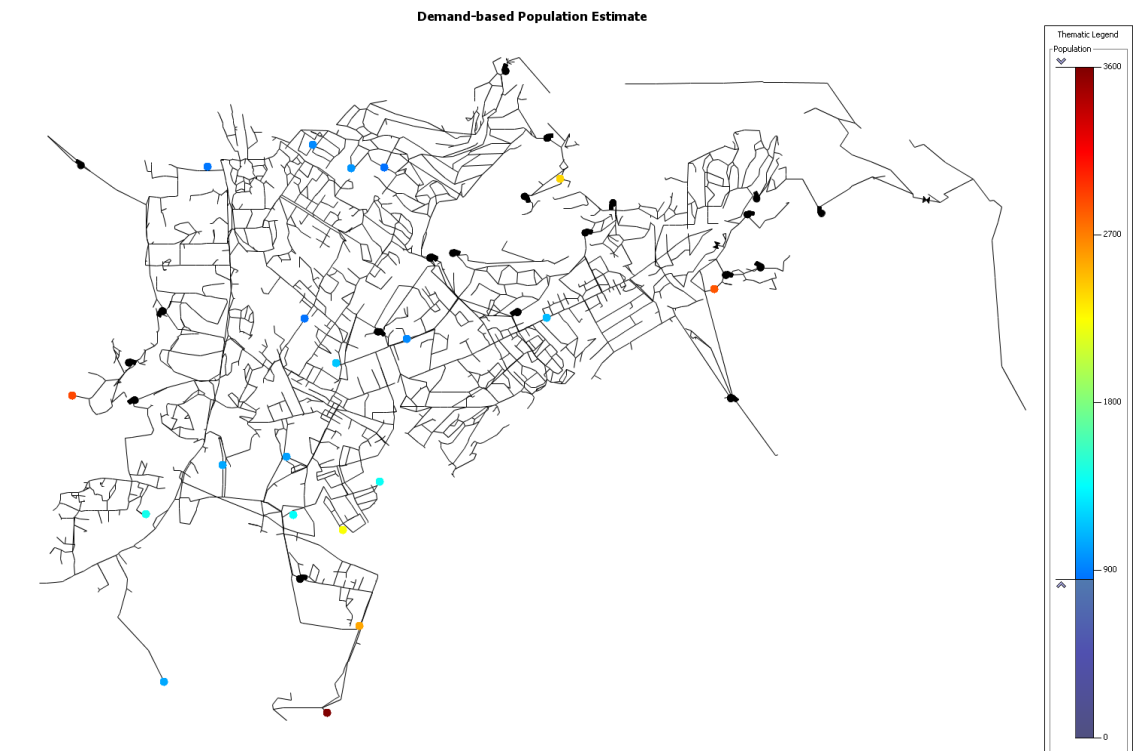 Demand-based Population Estimate
Thematic Legend
Population
3600
2700
1800
900
0